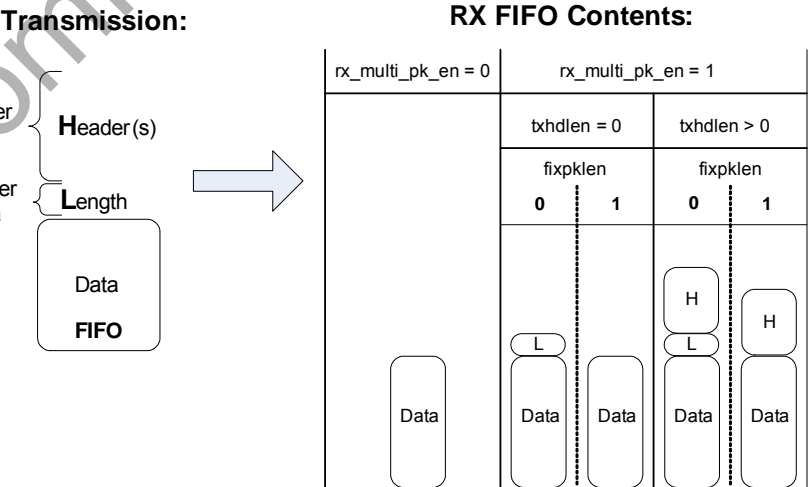 Transmission:
RX FIFO Contents:
rx_multi_pk_en = 0
rx_multi_pk_en = 1
txhdlen = 0
txhdlen > 0
fixpklen
fixpklen
0
1
0
1
Header(s)
Length
Data
FIFO
H
H
L
L
Data
Data
Data
Data
Data